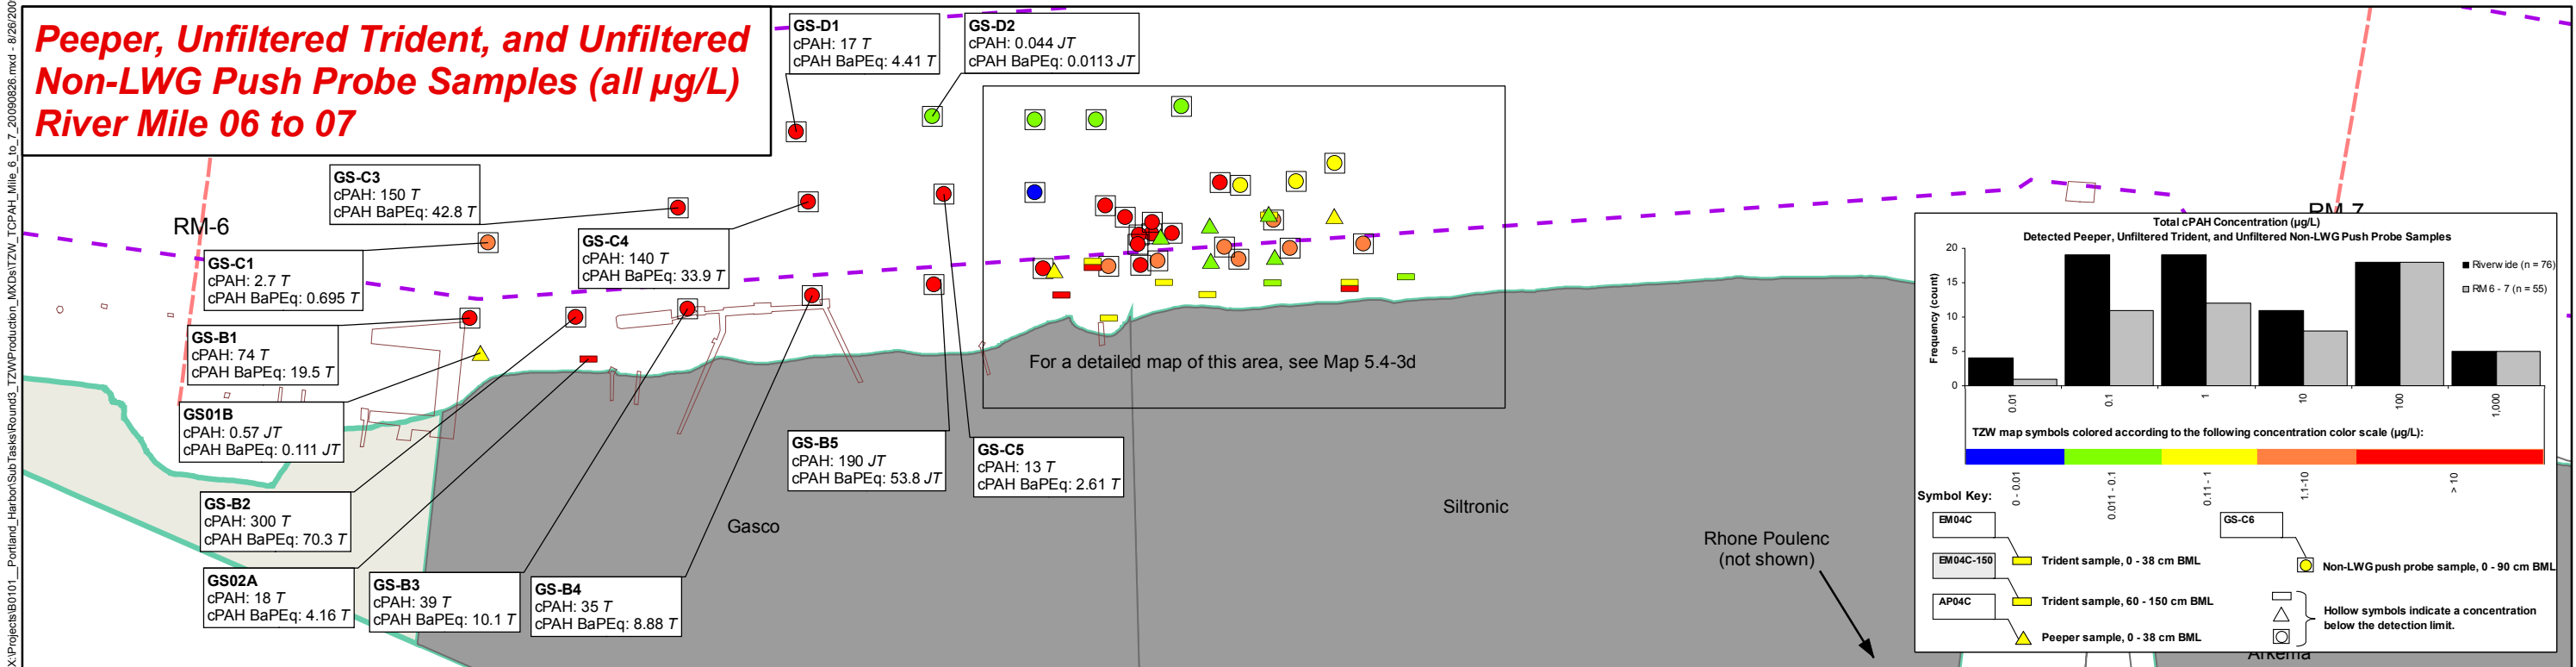 X:\Projects\B0101__Portland_Harbor\SubTasks\Round3_TZW\Production_MXDs\TZW_TCPAH_Mile_6_to_7_20090826.mxd - 8/26/200
Peeper, Unfiltered Trident, and Unfiltered
Non-LWG Push Probe Samples (all µg/L)
River Mile 06 to 07
GS-D1
cPAH: 17 T
cPAH BaPEq: 4.41 T
GS-D2
cPAH: 0.044 JT
cPAH BaPEq: 0.0113 JT
GS-C3
cPAH: 150 T
cPAH BaPEq: 42.8 T
RM-6
GS-C4
cPAH: 140 T
cPAH BaPEq: 33.9 T
GS-C1
cPAH: 2.7 T
cPAH BaPEq: 0.695 T
GS-B1
cPAH: 74 T
cPAH BaPEq: 19.5 T
GS01B
cPAH: 0.57 JT
cPAH BaPEq: 0.111 JT
GS-B2
cPAH: 300 T
cPAH BaPEq: 70.3 T
GS02A
cPAH: 18 T
cPAH BaPEq: 4.16 T
GS-B3
cPAH: 39 T
cPAH BaPEq: 10.1 T
GS-B4
cPAH: 35 T
cPAH BaPEq: 8.88 T
GS-B5
cPAH: 190 JT
cPAH BaPEq: 53.8 JT
GS-C5
cPAH: 13 T
cPAH BaPEq: 2.61 T
For a detailed map of this area, see Map 5.4-3d
Gasco
Siltronic
Rhone Poulenc
(not shown)
RM-7
Total cPAH Concentration (µg/L)
Detected Peeper, Unfiltered Trident, and Unfiltered Non-LWG Push Probe Samples
Frequency (count)
20
15
10
5
0
Riverwide (n = 76)
RM 6 - 7 (n = 55)
0.01
0.1
1
10
100
1,000
TZW map symbols colored according to the following concentration color scale (µg/L):
0 - 0.01
0.011 - 0.1
0.11 - 1
1.1-10
> 10
Symbol Key:
EM04C
Trident sample, 0 - 38 cm BML
EM04C-150
Trident sample, 60 - 150 cm BML
AP04C
Peeper sample, 0 - 38 cm BML
GS-C6
Non-LWG push probe sample, 0 - 90 cm BML
Hollow symbols indicate a concentration
below the detection limit.
Arkema